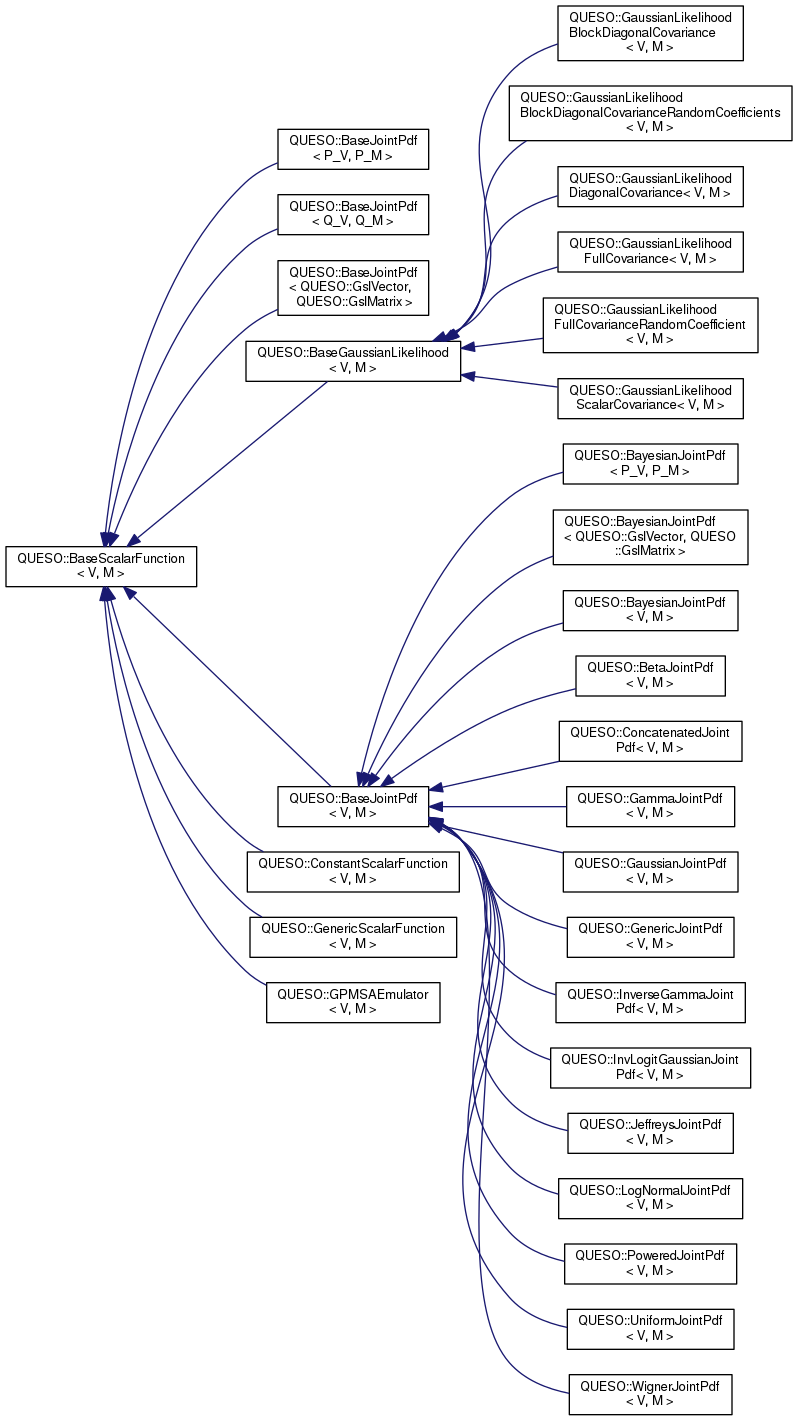 QUESO::GaussianLikelihood
BlockDiagonalCovariance
< V, M >
QUESO::GaussianLikelihood
BlockDiagonalCovarianceRandomCoefficients
< V, M >
QUESO::BaseJointPdf
< P_V, P_M >
QUESO::GaussianLikelihood
DiagonalCovariance< V, M >
QUESO::BaseJointPdf
< Q_V, Q_M >
QUESO::GaussianLikelihood
FullCovariance< V, M >
QUESO::BaseJointPdf
< QUESO::GslVector,
QUESO::GslMatrix >
QUESO::GaussianLikelihood
FullCovarianceRandomCoefficient
< V, M >
QUESO::BaseGaussianLikelihood
< V, M >
QUESO::GaussianLikelihood
ScalarCovariance< V, M >
QUESO::BayesianJointPdf
< P_V, P_M >
QUESO::BayesianJointPdf
< QUESO::GslVector, QUESO
::GslMatrix >
QUESO::BaseScalarFunction
< V, M >
QUESO::BayesianJointPdf
< V, M >
QUESO::BetaJointPdf
< V, M >
QUESO::ConcatenatedJoint
Pdf< V, M >
QUESO::BaseJointPdf
< V, M >
QUESO::GammaJointPdf
< V, M >
QUESO::ConstantScalarFunction
< V, M >
QUESO::GaussianJointPdf
< V, M >
QUESO::GenericScalarFunction
< V, M >
QUESO::GenericJointPdf
< V, M >
QUESO::GPMSAEmulator
< V, M >
QUESO::InverseGammaJoint
Pdf< V, M >
QUESO::InvLogitGaussianJoint
Pdf< V, M >
QUESO::JeffreysJointPdf
< V, M >
QUESO::LogNormalJointPdf
< V, M >
QUESO::PoweredJointPdf
< V, M >
QUESO::UniformJointPdf
< V, M >
QUESO::WignerJointPdf
< V, M >